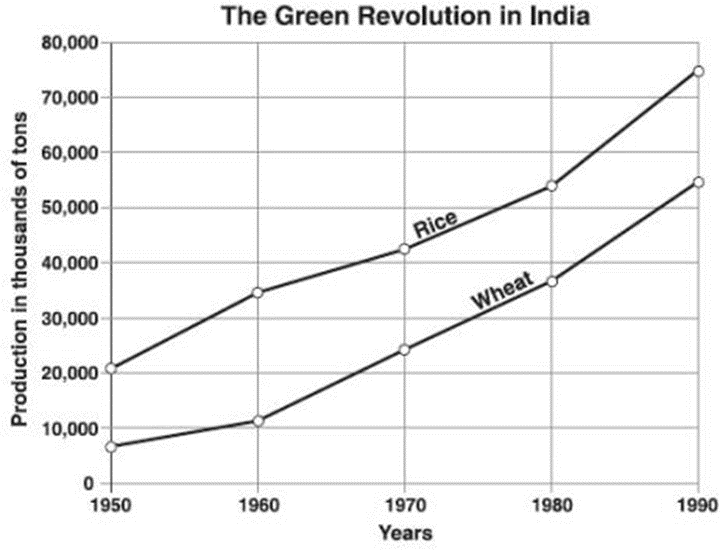 The Green Revolution in India
Production in thousands of tons
80,000
70,000
60,000
50,000
40,000
30,000
20,000
10,000
0
Rice
Wheat
1950 1960 1970 1980 1990
Years